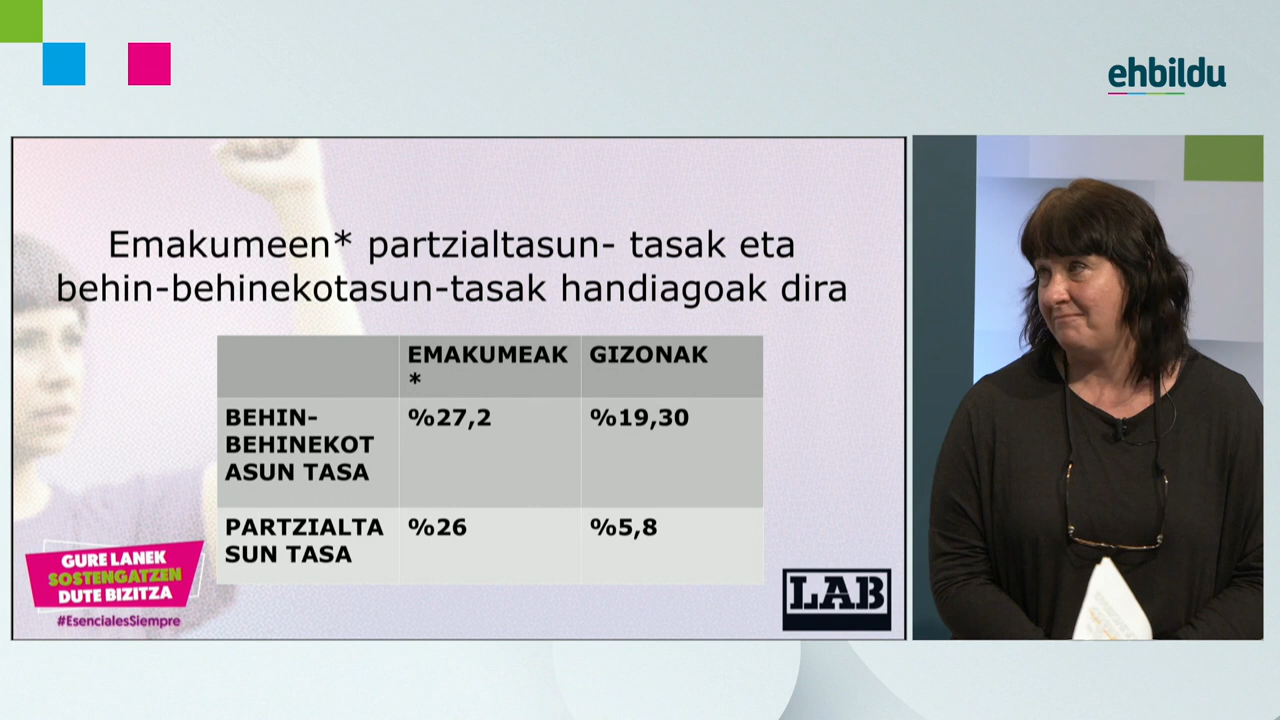 ehbildu
Emakumeen* partzialtasun- tasak eta
behin-behinekotasun-tasak handiagoak dira
EMAKUMEAK GIZONAK
*
BEHIN- %27,2 %19,30
BEHINEKOT
ASUN TASA
PARTZIALTA %26 %5,8
SUN TASA
GURE LANEK
SOSTENGATZEN
DUTE BIZITZA
#EsencialesSiempre
LAB